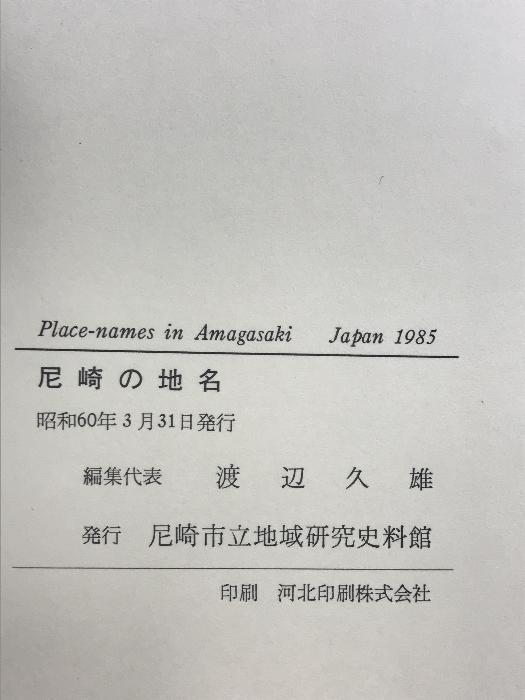 Place-names in Amagasaki Japan 1985
尼崎の地名
昭和60年3月31日発行
編集代表 渡辺久雄
発行 尼崎市立地域研究史料館
印刷 河北印刷株式会社